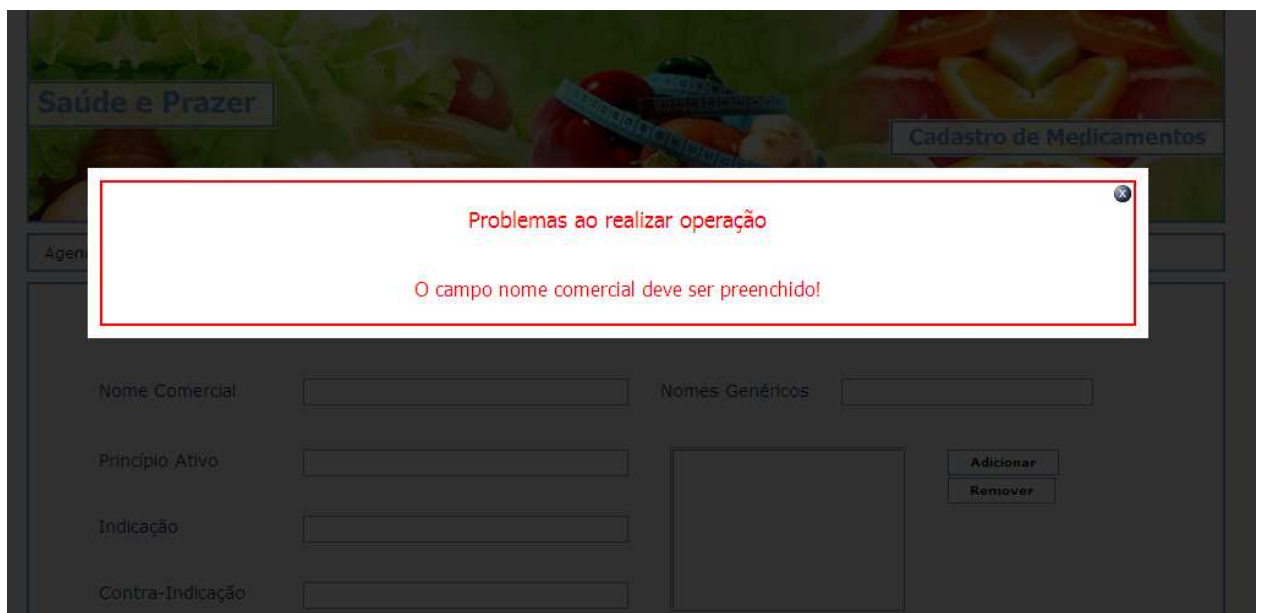 Saúde e Prazer
Cadastro de Medicamentos
Problemas ao realizar operação
O campo nome comercial deve ser preenchido!
Nome Comercial
Nomes Genéricos
Princípio Ativo
Adicionar
Remover
Indicação
Contra-Indicação